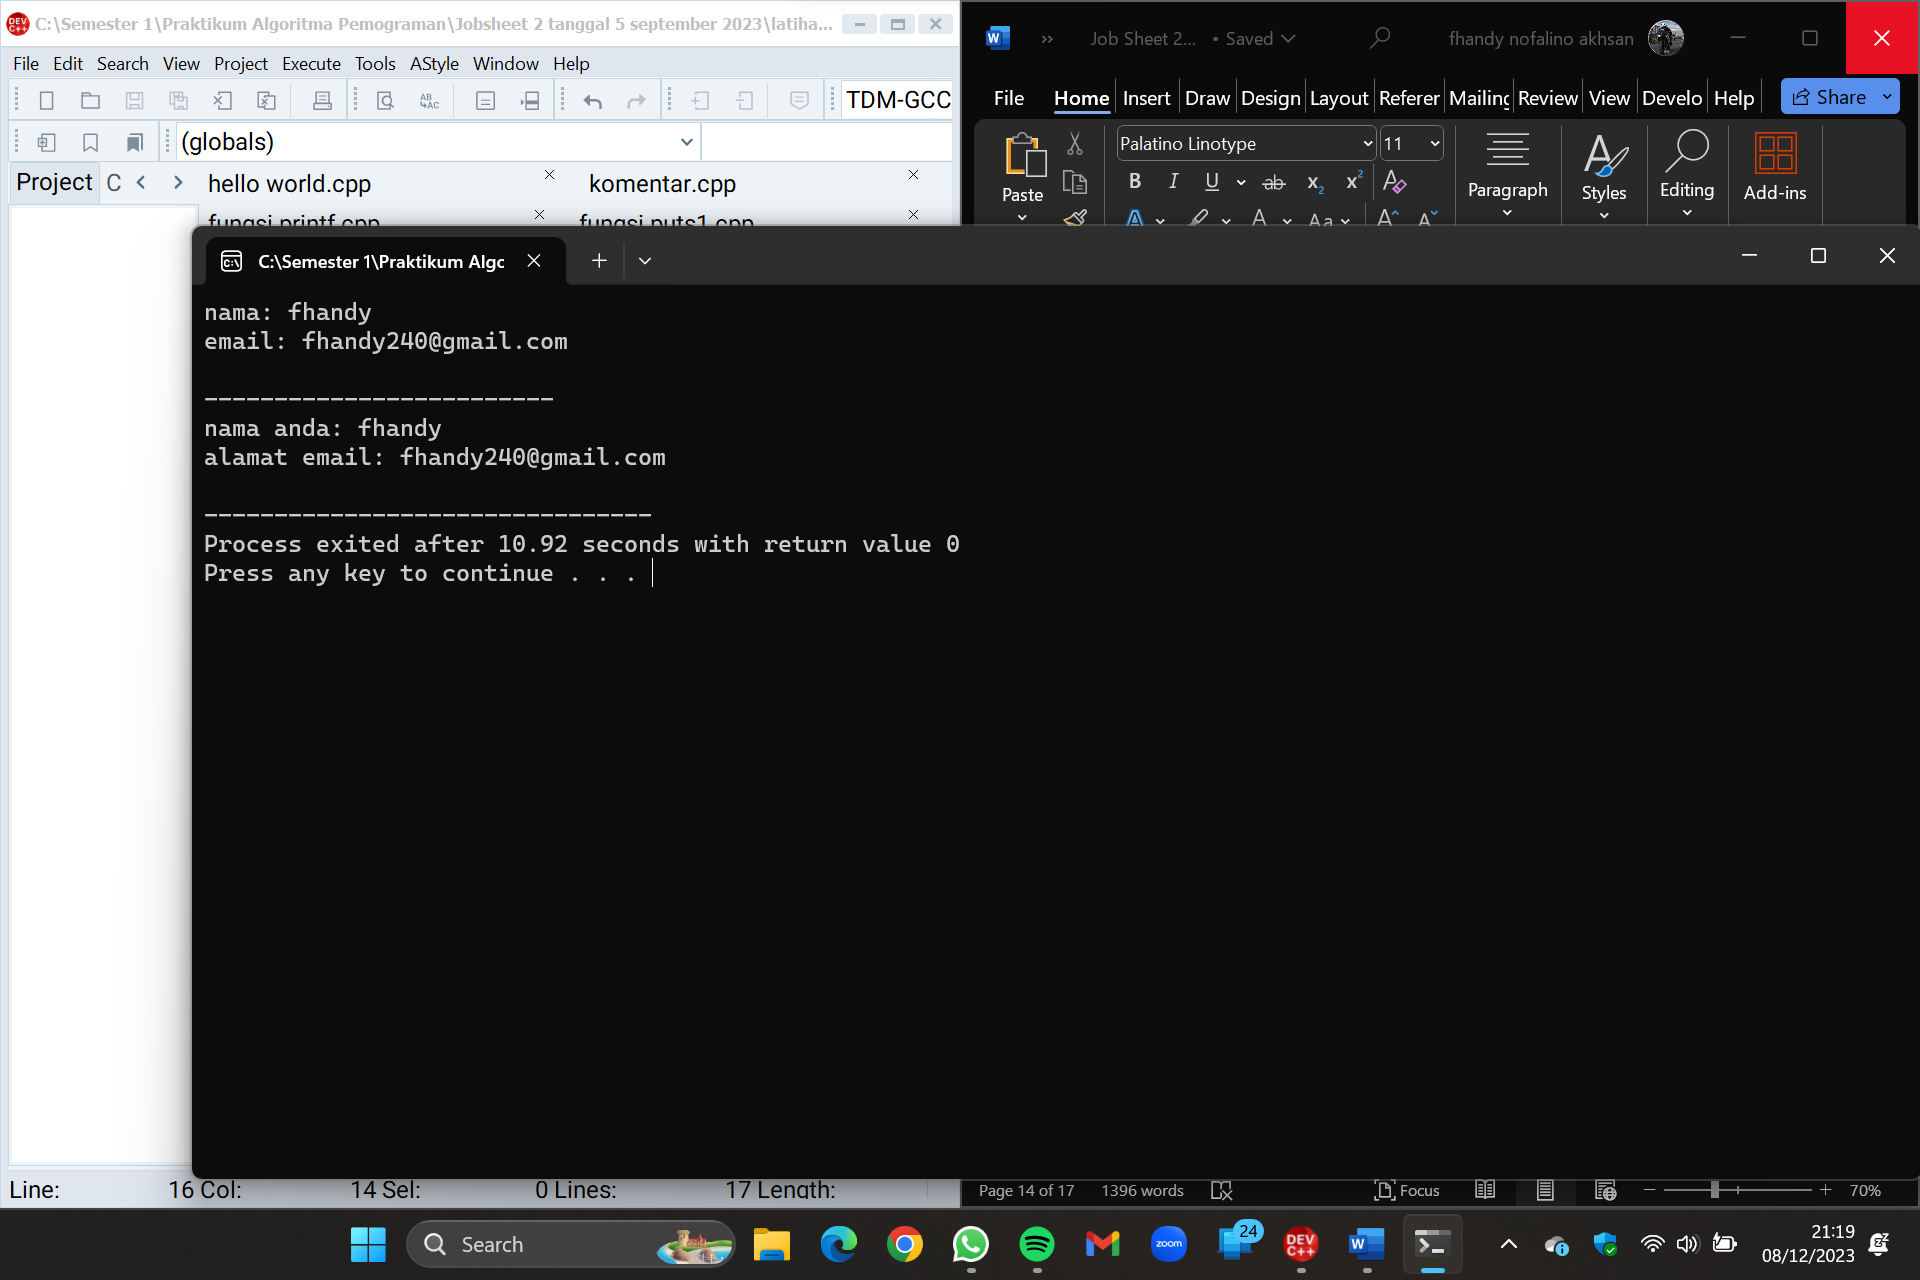 C:\Semester 1\Praktikum Algoritma Pemograman\Jobsheet 2 tanggal 5 september 2023\latiha...
File Edit Search View Project Execute Tools AStyle Window Help
TDM-GCC
(globals)
Project C
hello world.cpp komentar.cpp
fungsi printf.cpp fungsi puts1.cpp
Job Sheet 2... • Saved
fhandy nofalino akhsan
File Home Insert Draw Design Layout Referer Mailing Review View Develo Help Share
Palatino Linotype 11
Paste Paragraph Styles Editing Add-ins
C:\Semester 1\Praktikum Algo
nama: fhandy
email: fhandy240@gmail.com
-------------------------
nama anda: fhandy
alamat email: fhandy240@gmail.com
--------------------------------
Process exited after 10.92 seconds with return value 0
Press any key to continue . . .
Line: 16 Col: 14 Sel: 0 Lines: 17 Length:
Page 14 of 17 1396 words Focus 70%
Search
zoom
24
DEV C++
21:19
08/12/2023